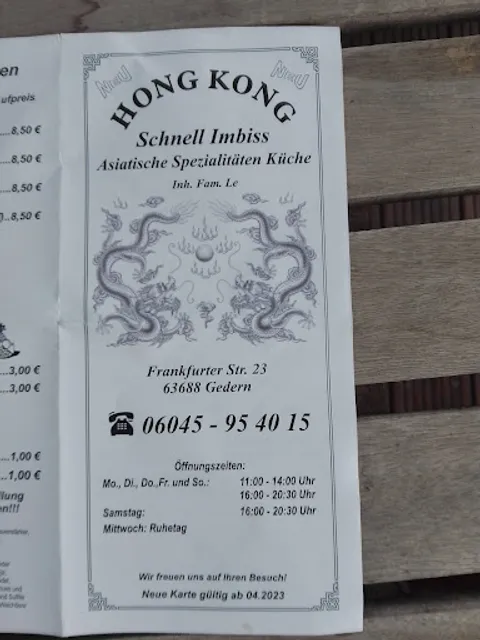 en
ufpreis
8,50 €
8,50 €
8,50 €
8,50 €
3,00 €
3,00 €
1,00 €
1,00 €
llung
en!!!
Neu
Neu
HONG KONG
Schnell Imbiss
Asiatische Spezialitäten Küche
Inh. Fam. Le
Frankfurter Str. 23
63688 Gedern
☎ 06045 - 95 40 15
Öffnungszeiten:
Mo., Di., Do.,Fr. und So.: 11:00 - 14:00 Uhr
16:00 - 20:30 Uhr
Samstag: 16:00 - 20:30 Uhr
Mittwoch: Ruhetag
Wir freuen uns auf Ihren Besuch!
Neue Karte gültig ab 04.2023